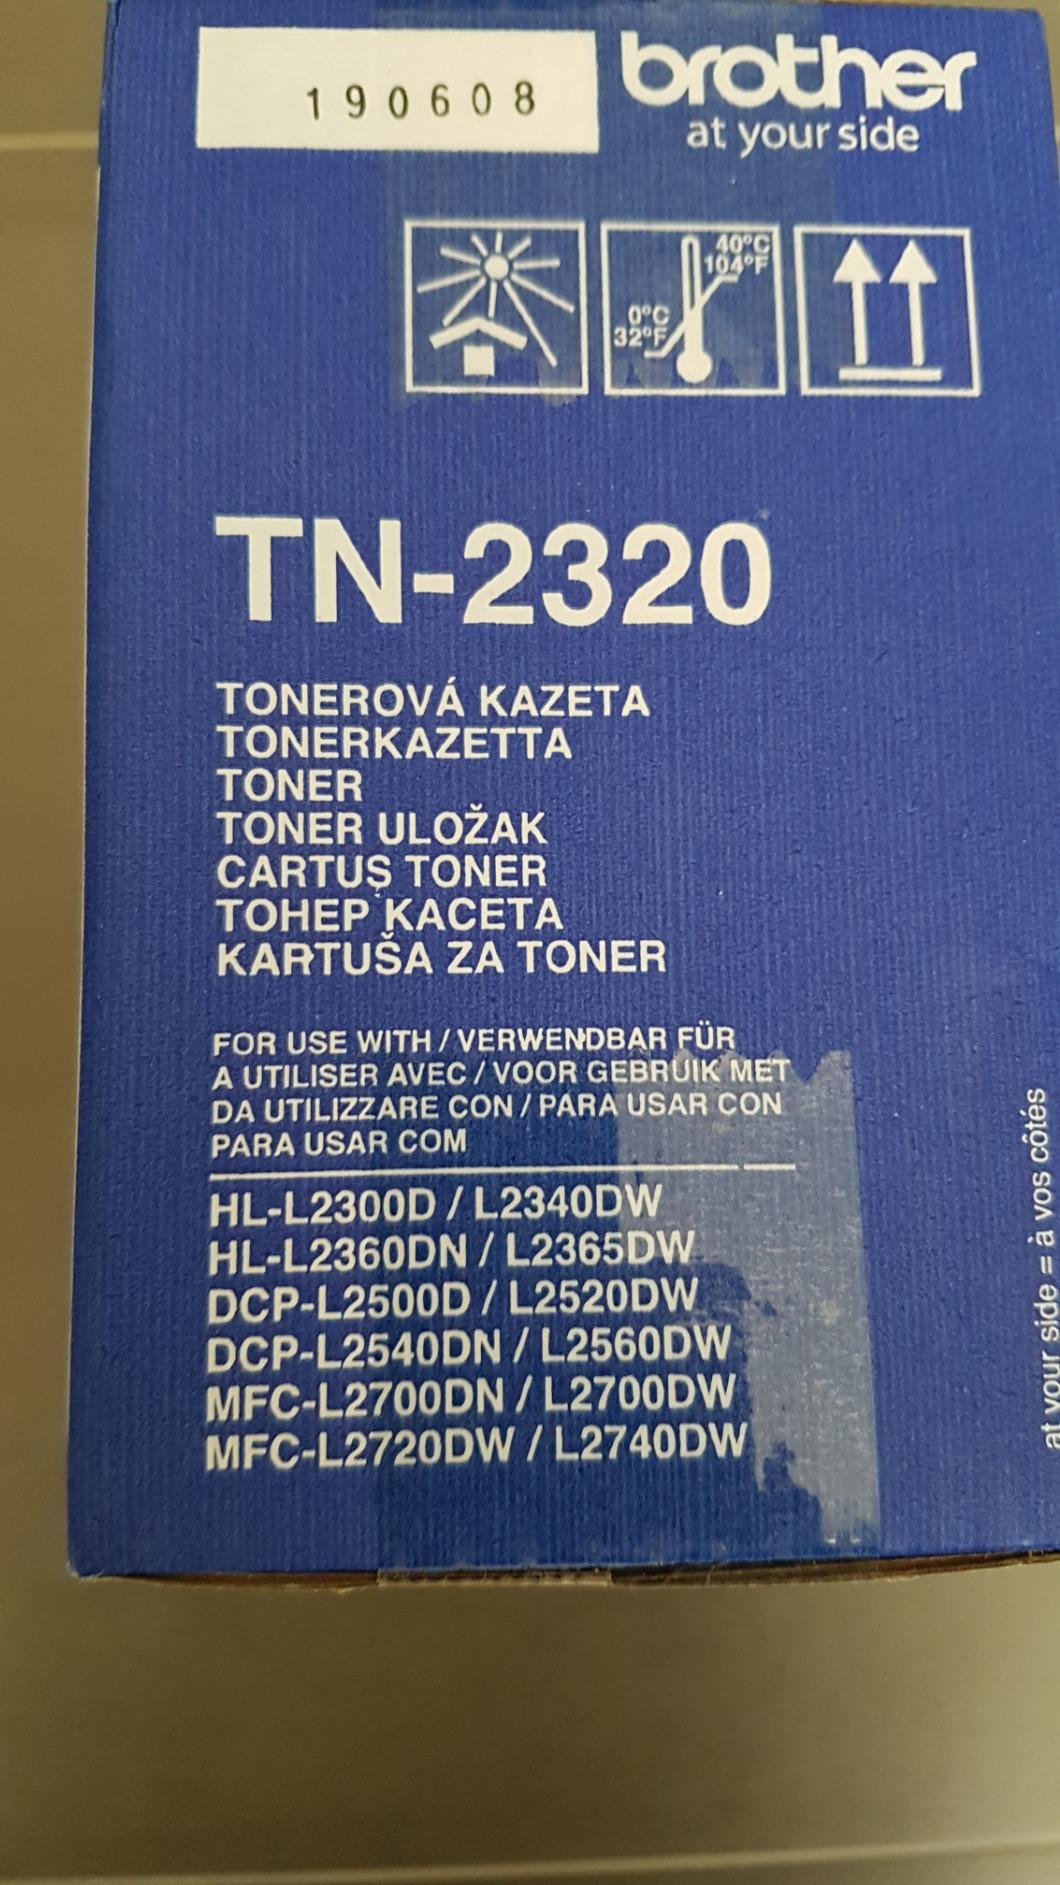 190608
brother
at your side
40°C
104°F
0°C
32°F
TN-2320
TONEROVÁ KAZETA
TONERKAZETTA
TONER
TONER ULOŽAK
CARTUȘ TONER
ТОНЕР КАСЕТА
KARTUŠA ZA TONER
FOR USE WITH / VERWENDBAR FÜR
A UTILISER AVEC / VOOR GEBRUIK MET
DA UTILIZZARE CON / PARA USAR CON
PARA USAR COM
HL-L2300D / L2340DW
HL-L2360DN / L2365DW
DCP-L2500D / L2520DW
DCP-L2540DN / L2560DW
MFC-L2700DN / L2700DW
MFC-L2720DW / L2740DW
at your side = à vos côtés